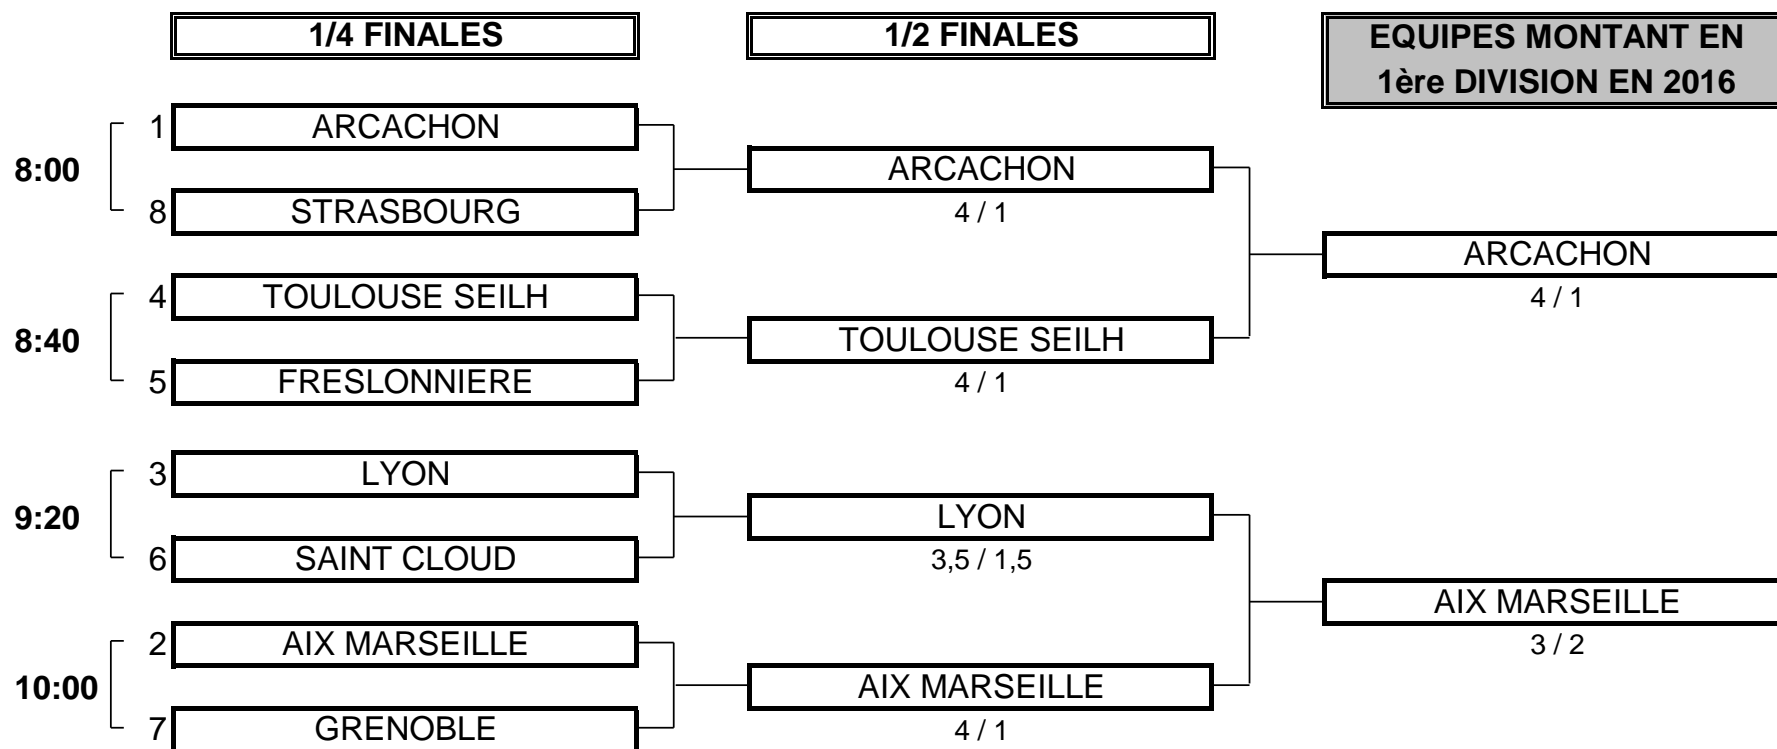 1/4 FINALES
1/2 FINALES
EQUIPES MONTANT EN
1ère DIVISION EN 2016
8:00
1 ARCACHON
8 STRASBOURG
ARCACHON
4 / 1
8:40
4 TOULOUSE SEILH
5 FRESLONNIERE
TOULOUSE SEILH
4 / 1
ARCACHON
4 / 1
9:20
3 LYON
6 SAINT CLOUD
LYON
3,5 / 1,5
10:00
2 AIX MARSEILLE
7 GRENOBLE
AIX MARSEILLE
4 / 1
AIX MARSEILLE
3 / 2